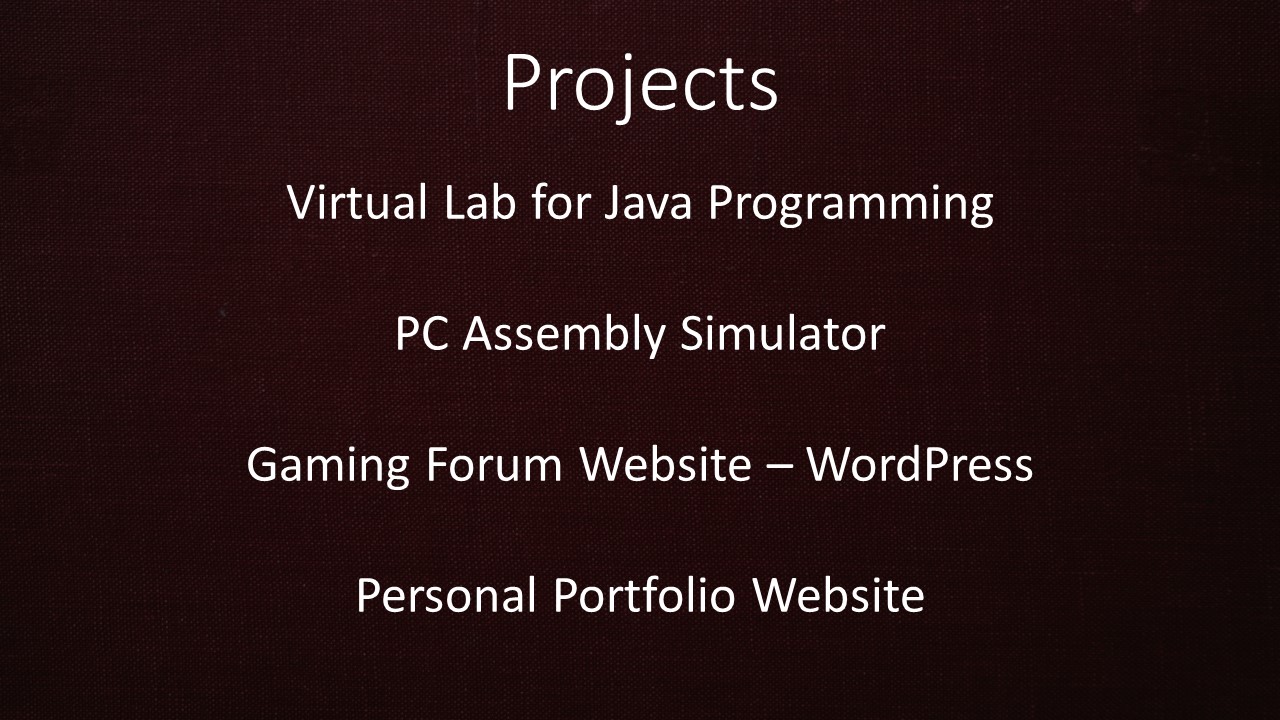 Projects
Virtual Lab for Java Programming
PC Assembly Simulator
Gaming Forum Website – WordPress
Personal Portfolio Website